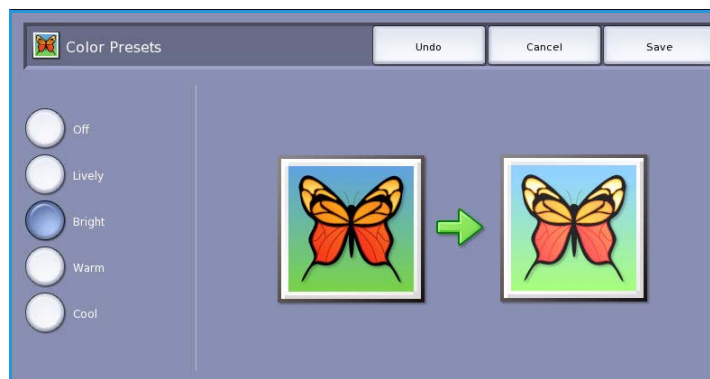 Color Presets
Undo
Cancel
Save
Off
Lively
Bright
Warm
Cool